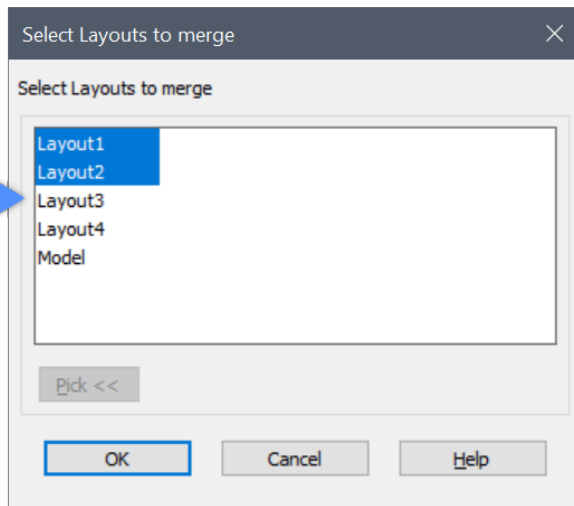 Select Layouts to merge
Select Layouts to merge
Layout1
Layout2
Layout3
Layout4
Model
Pick <<
OK Cancel Help